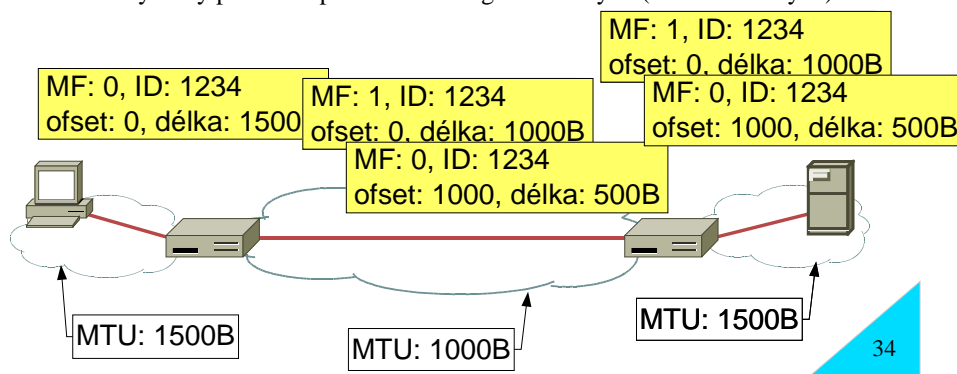 MF: 0, ID: 1234
ofset: 0, délka: 1500
MF: 1, ID: 1234
ofset: 0, délka: 1000B
MF: 0, ID: 1234
ofset: 1000, délka: 500B
MF: 1, ID: 1234
ofset: 0, délka: 1000B
MF: 0, ID: 1234
ofset: 1000, délka: 500B
MTU: 1500B
MTU: 1000B
MTU: 1500B
34